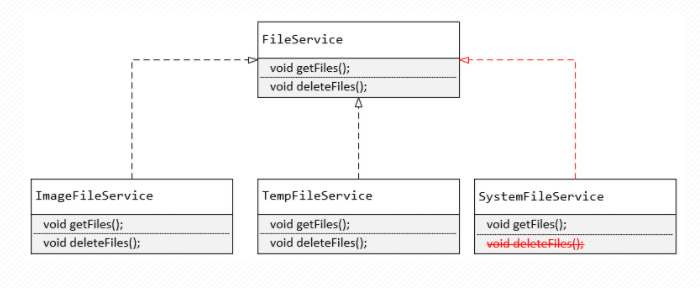 FileService
void getFiles();
void deleteFiles();
ImageFileService
void getFiles();
void deleteFiles();
TempFileService
void getFiles();
void deleteFiles();
SystemFileService
void getFiles();
void deleteFiles();